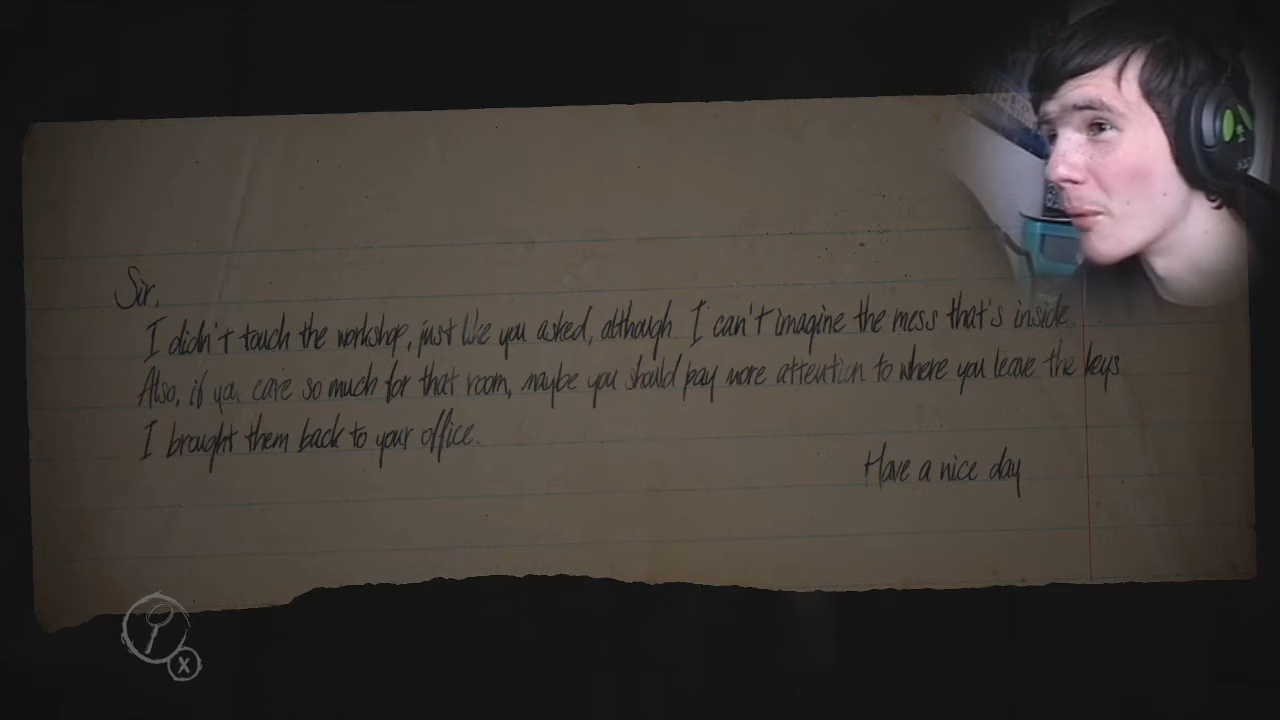 Sir,
I didn't touch the workshop, just like you asked, although I can't imagine the mess that's inside.
Also, if you care so much for that room, maybe you should pay more attention to where you leave the keys
I brought them back to your office.
Have a nice day
X